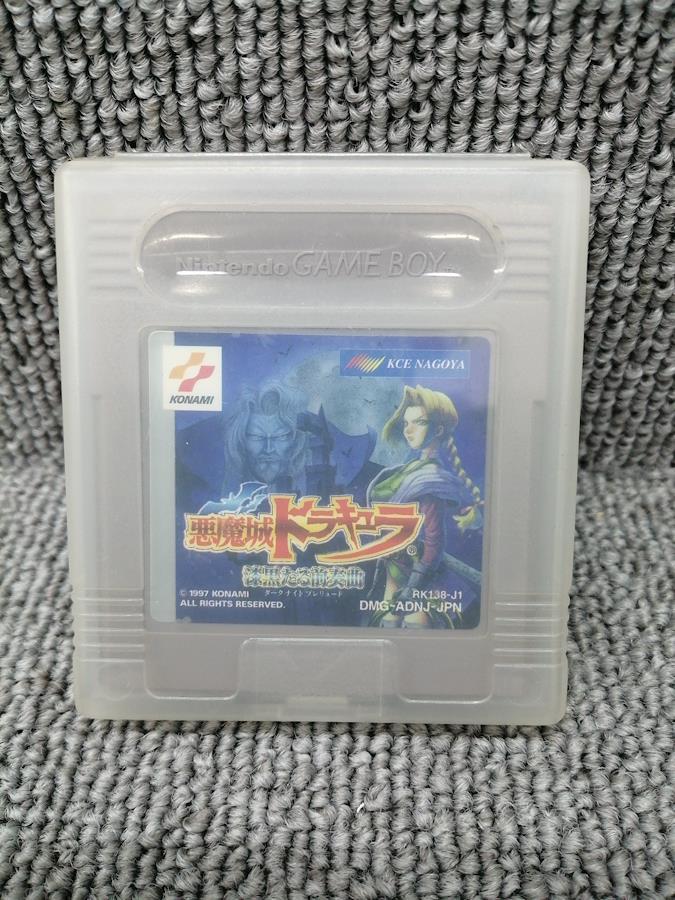 Nintendo GAME BOY
KONAMI
KCE NAGOYA
悪魔城ドラキュラ®
漆黒たる前奏曲
ダークナイトプレリュード
© 1997 KONAMI
ALL RIGHTS RESERVED.
RK138-J1
DMG-ADNJ-JPN